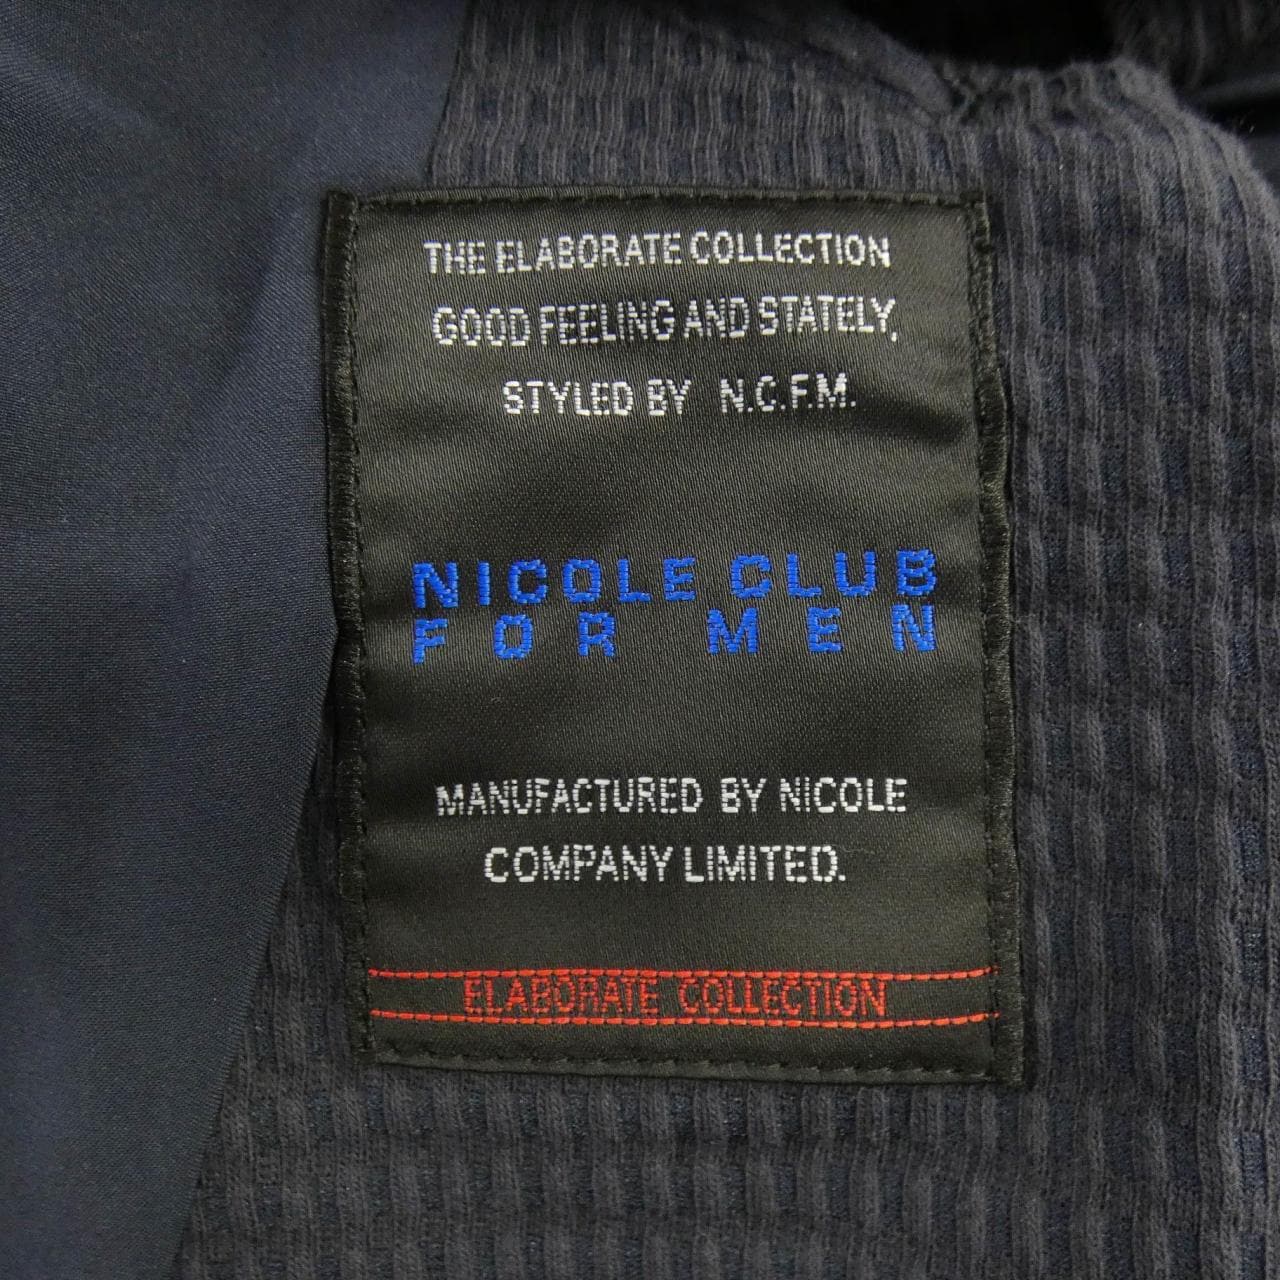 THE ELABORATE COLLECTION
GOOD FEELING AND STATELY,
STYLED BY N.C.F.M.
NICOLE CLUB
FOR MEN
MANUFACTURED BY NICOLE
COMPANY LIMITED.
ELABORATE COLLECTION